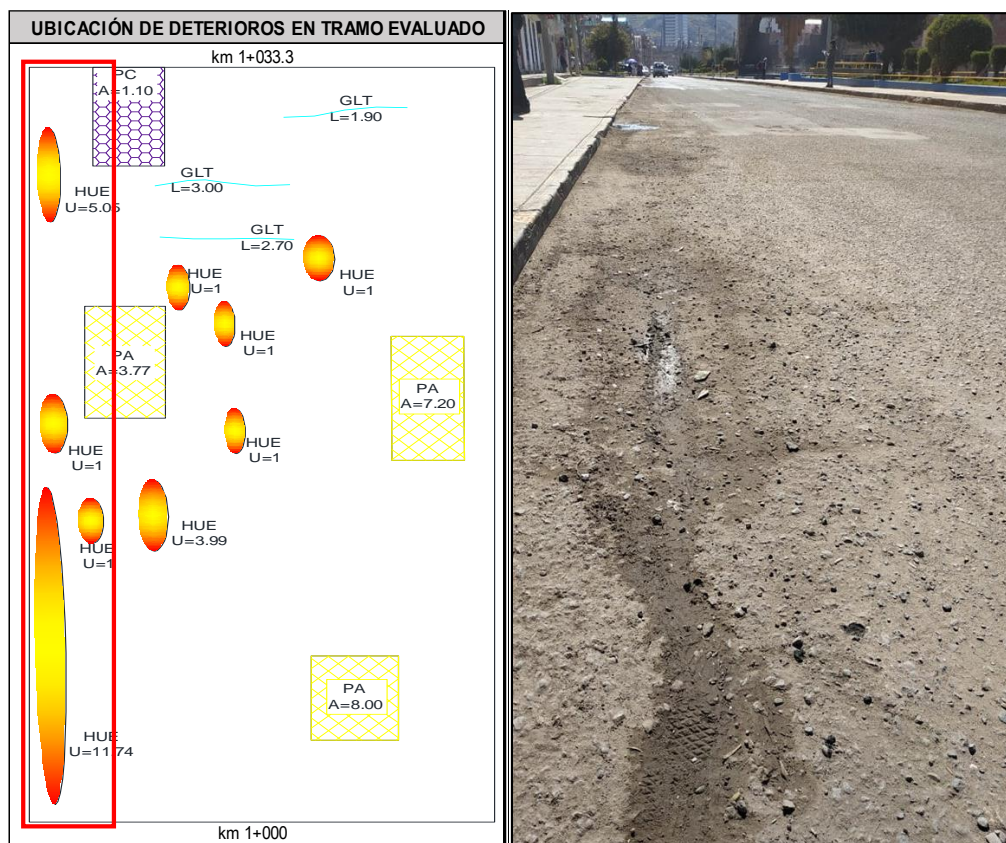 UBICACIÓN DE DETERIOROS EN TRAMO EVALUADO
km 1+033.3
PC
A=1.10
GLT
L=1.90
GLT
L=3.00
HUE
U=5.05
GLT
L=2.70
HUE
U=1
HUE
U=1
HUE
U=1
PA
A=3.77
PA
A=7.20
HUE
U=1
HUE
U=1
HUE
U=3.99
HUE
U=1
PA
A=8.00
HUE
U=11.74
km 1+000